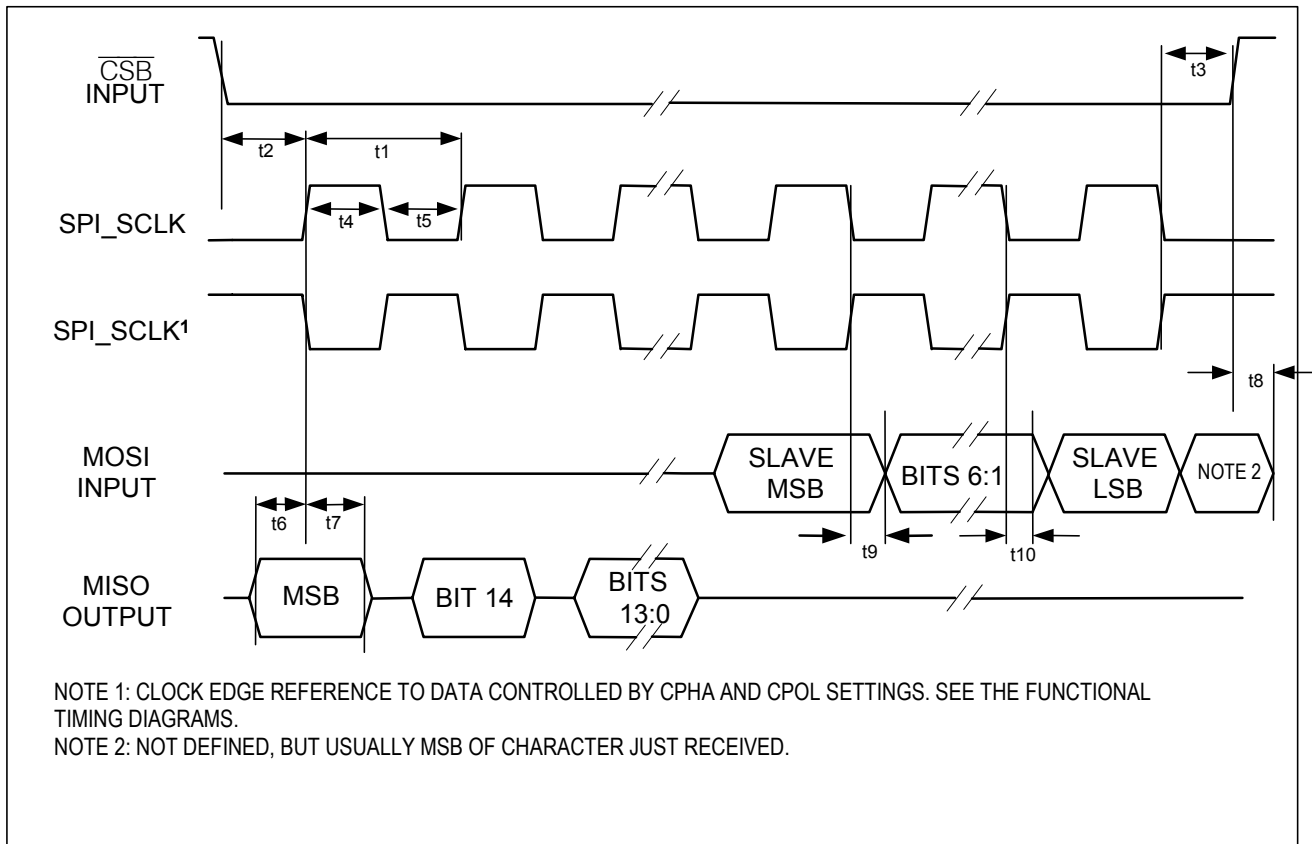 CSB
INPUT
t3
t2
t1
SPI_SCLK
t4
t5
SPI_SCLK¹
t8
MOSI
INPUT
SLAVE
MSB
BITS 6:1
SLAVE
LSB
NOTE 2
t6
t7
t9
t10
MISO
OUTPUT
MSB
BIT 14
BITS
13:0
NOTE 1: CLOCK EDGE REFERENCE TO DATA CONTROLLED BY CPHA AND CPOL SETTINGS. SEE THE FUNCTIONAL
TIMING DIAGRAMS.
NOTE 2: NOT DEFINED, BUT USUALLY MSB OF CHARACTER JUST RECEIVED.